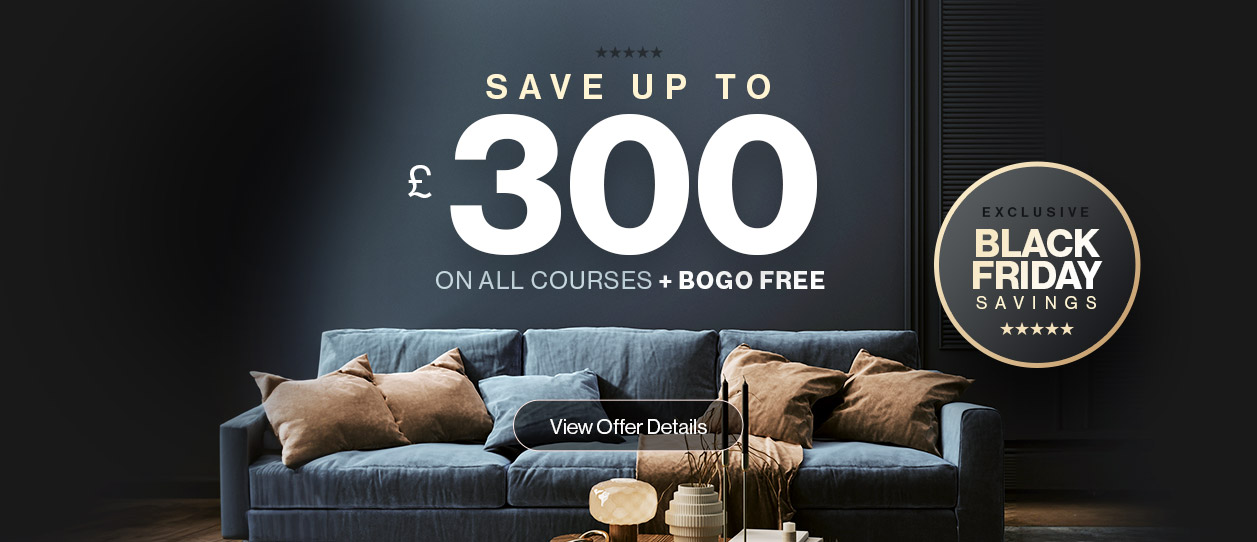 SAVE UP TO
£300
ON ALL COURSES + BOGO FREE
View Offer Details
EXCLUSIVE
BLACK
FRIDAY
SAVINGS